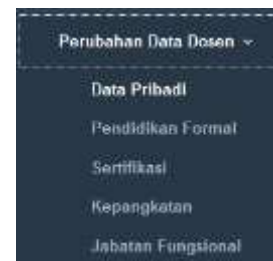 Perubahan Data Dosen
Data Pribadi
Pendidikan Formal
Sertifikasi
Kepangkatan
Jabatan Fungsional